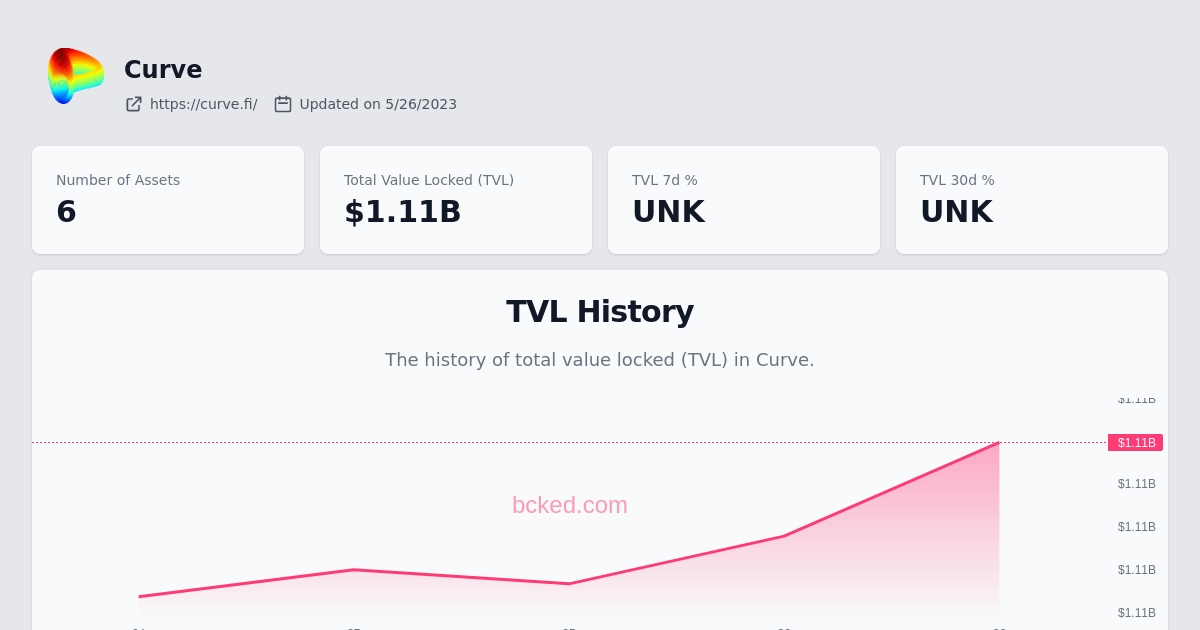 Curve
https://curve.fi/ Updated on 5/26/2023
Number of Assets
6
Total Value Locked (TVL)
$1.11B
TVL 7d %
UNK
TVL 30d %
UNK
TVL History
The history of total value locked (TVL) in Curve.
$1.11B
$1.11B
bcked.com
$1.11B
$1.11B
$1.11B
$1.11B